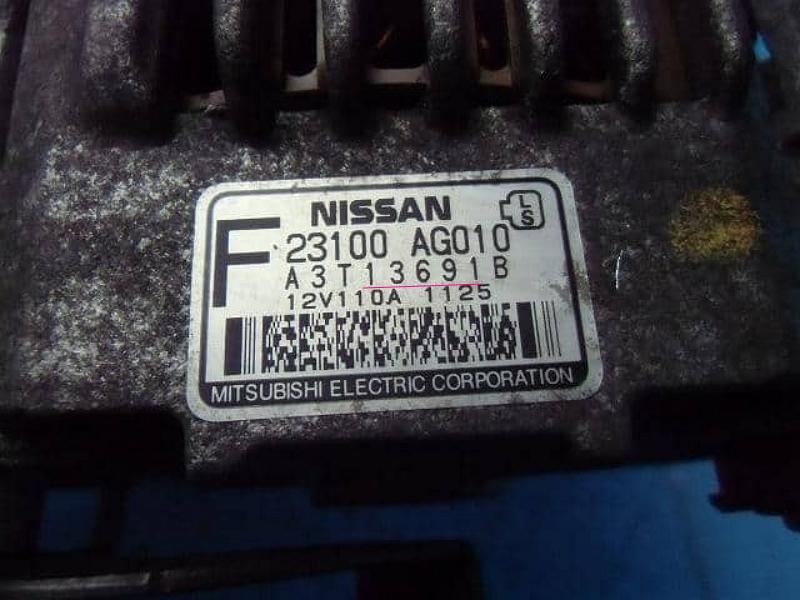 NISSAN
L
S
F
23100 AG010
A3T13691B
12V110A 1125
MITSUBISHI ELECTRIC CORPORATION